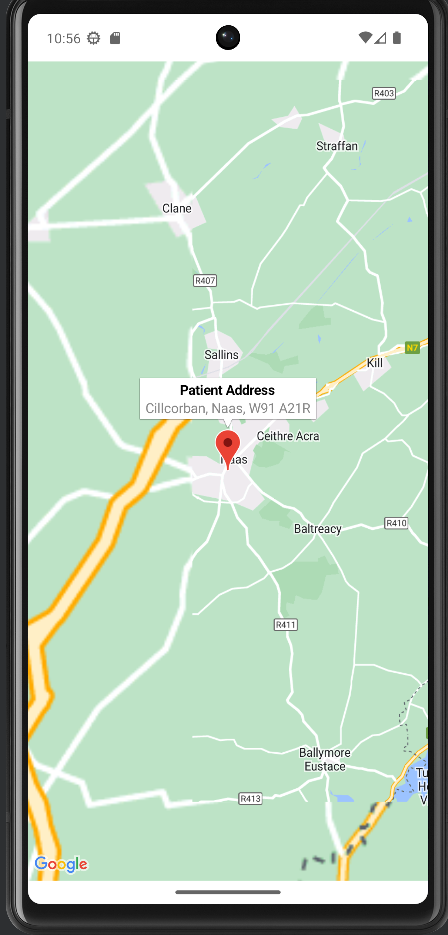 10:56
R403
Straffan
Clane
R407
Sallins
N7
Kill
Patient Address
Cillcorban, Naas, W91 A21R
Ceithre Acra
Naas
Baltreacy
R410
R411
Ballymore
Eustace
R413
Google